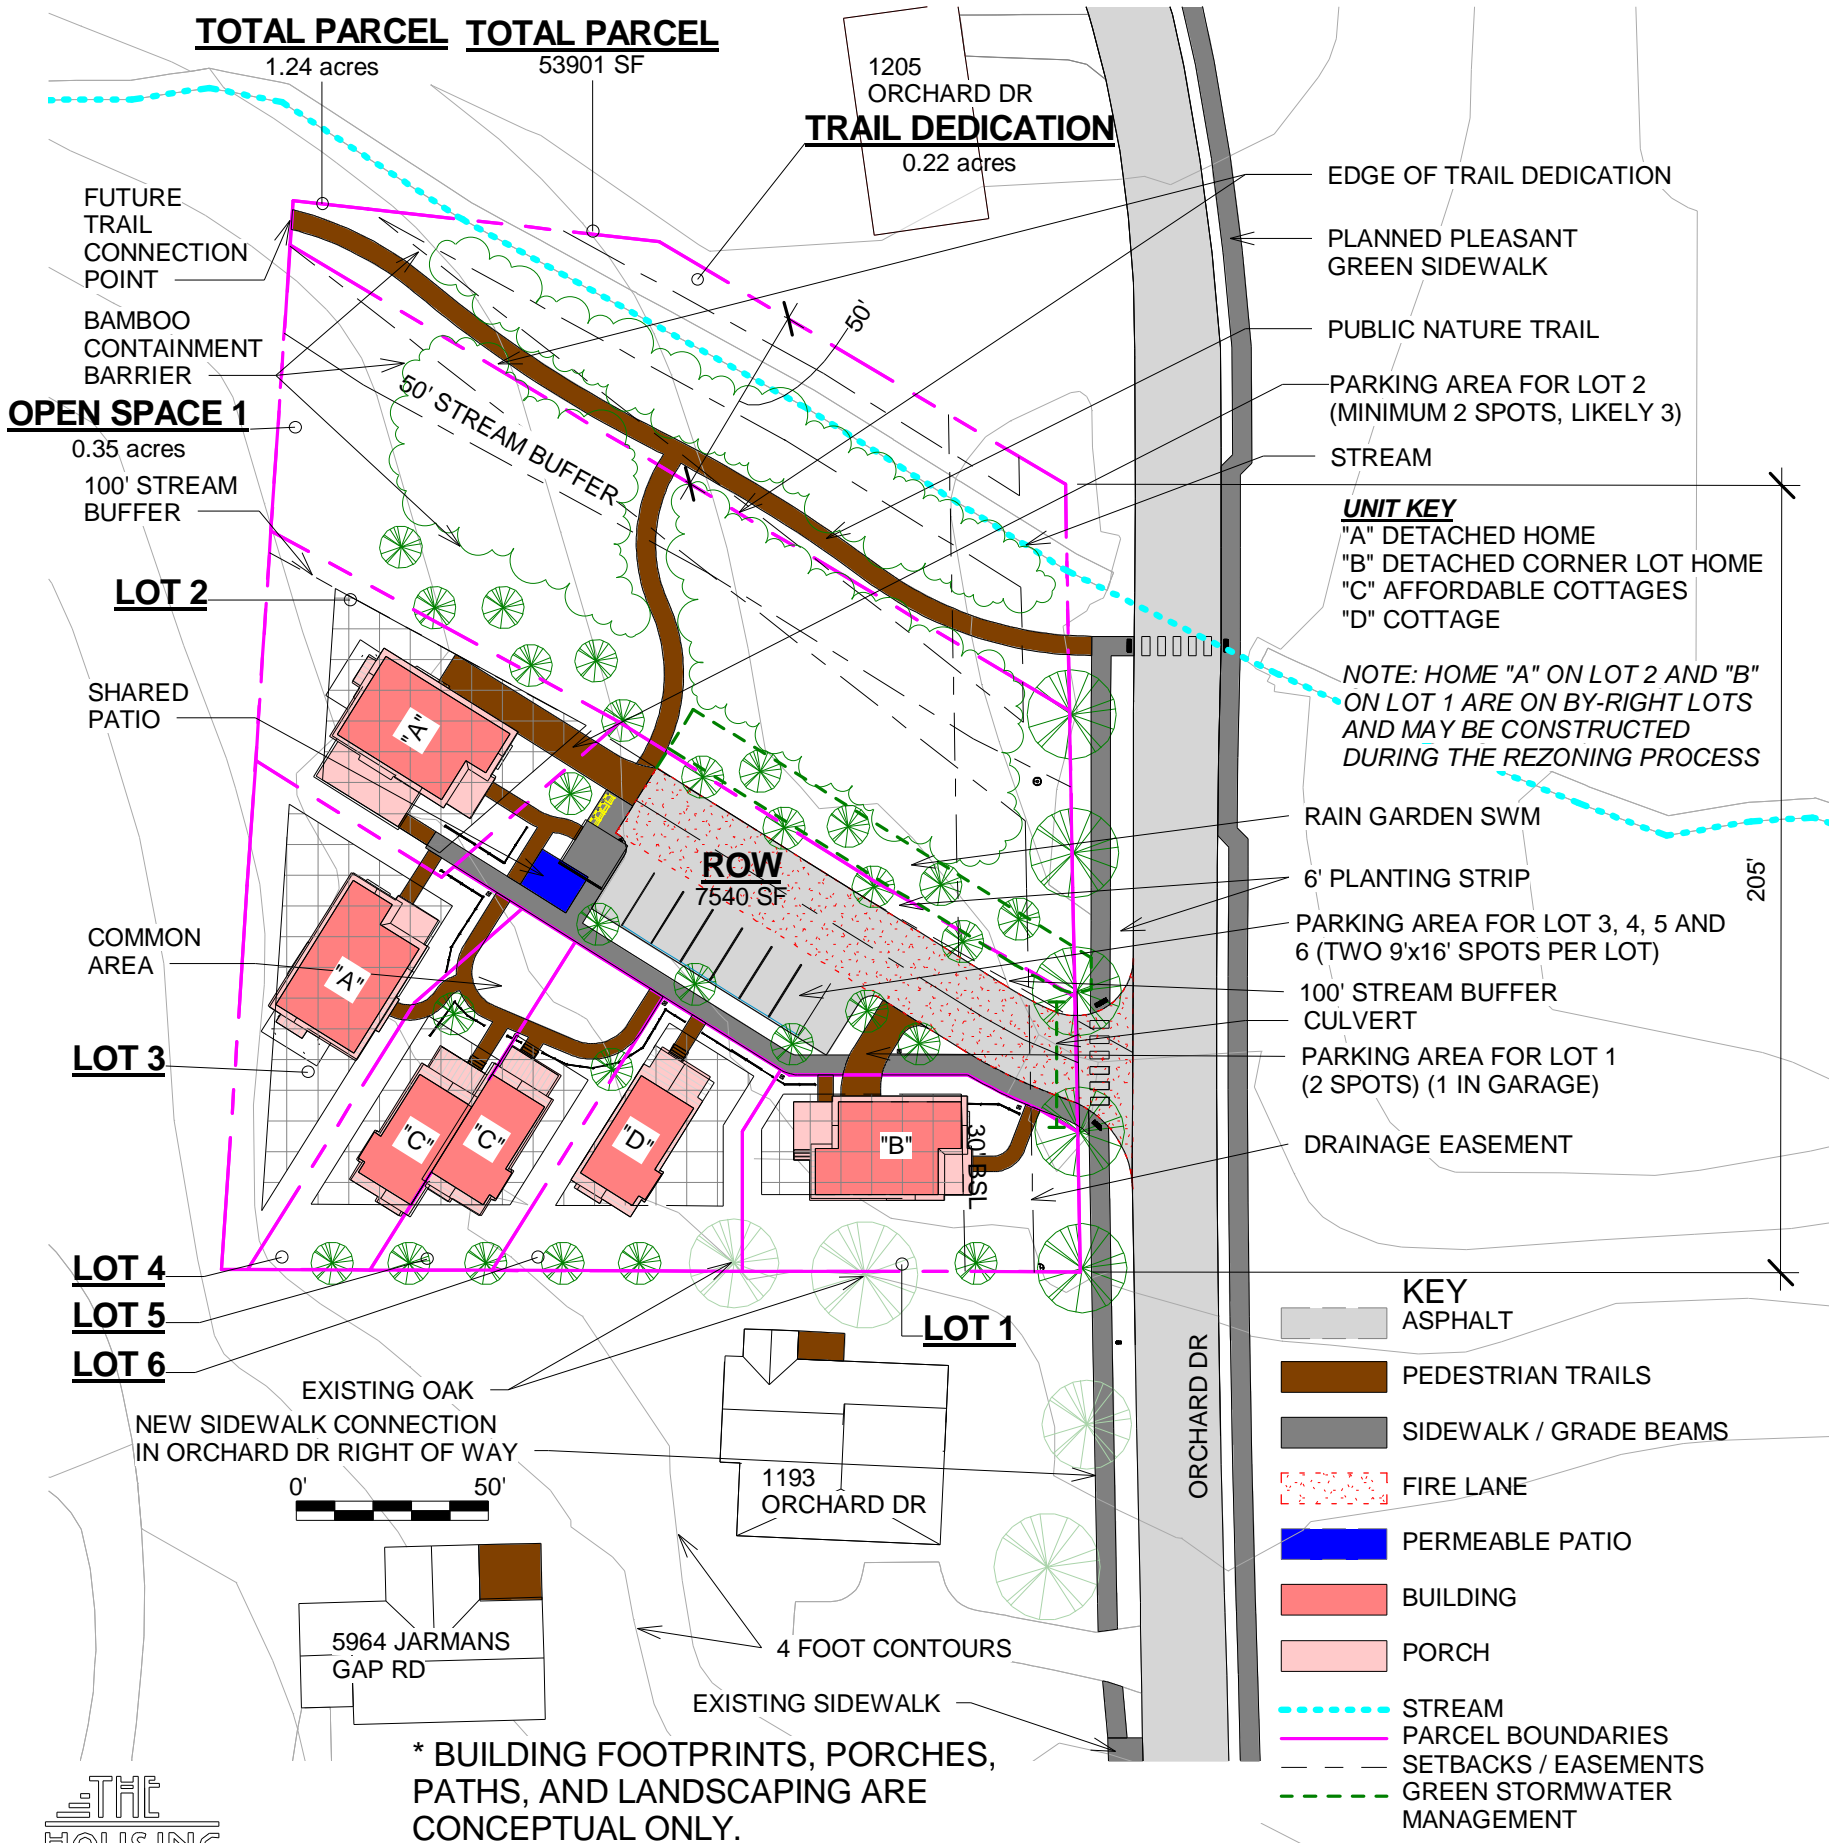 TOTAL PARCEL
1.24 acres
TOTAL PARCEL
53901 SF
1205
ORCHARD DR
TRAIL DEDICATION
0.22 acres
FUTURE
TRAIL
CONNECTION
POINT
BAMBOO
CONTAINMENT
BARRIER
OPEN SPACE 1
0.35 acres
100' STREAM
BUFFER
LOT 2
SHARED
PATIO
COMMON
AREA
LOT 3
LOT 4
LOT 5
LOT 6
50' STREAM BUFFER
50'
"A"
"A"
"C"
"C"
"D"
"B"
ROW
7540 SF
30' BSL
LOT 1
EDGE OF TRAIL DEDICATION
PLANNED PLEASANT
GREEN SIDEWALK
PUBLIC NATURE TRAIL
PARKING AREA FOR LOT 2
(MINIMUM 2 SPOTS, LIKELY 3)
STREAM
UNIT KEY
"A" DETACHED HOME
"B" DETACHED CORNER LOT HOME
"C" AFFORDABLE COTTAGES
"D" COTTAGE
NOTE: HOME "A" ON LOT 2 AND "B"
ON LOT 1 ARE ON BY-RIGHT LOTS
AND MAY BE CONSTRUCTED
DURING THE REZONING PROCESS
RAIN GARDEN SWM
6' PLANTING STRIP
PARKING AREA FOR LOT 3, 4, 5 AND
6 (TWO 9'x16' SPOTS PER LOT)
100' STREAM BUFFER
CULVERT
PARKING AREA FOR LOT 1
(2 SPOTS) (1 IN GARAGE)
DRAINAGE EASEMENT
205'
EXISTING OAK
NEW SIDEWALK CONNECTION
IN ORCHARD DR RIGHT OF WAY
0' 50'
1193
ORCHARD DR
ORCHARD DR
5964 JARMANS
GAP RD
4 FOOT CONTOURS
EXISTING SIDEWALK
* BUILDING FOOTPRINTS, PORCHES,
PATHS, AND LANDSCAPING ARE
CONCEPTUAL ONLY.
KEY
ASPHALT
PEDESTRIAN TRAILS
SIDEWALK / GRADE BEAMS
FIRE LANE
PERMEABLE PATIO
BUILDING
PORCH
STREAM
PARCEL BOUNDARIES
SETBACKS / EASEMENTS
GREEN STORMWATER
MANAGEMENT
THE
HOUSING